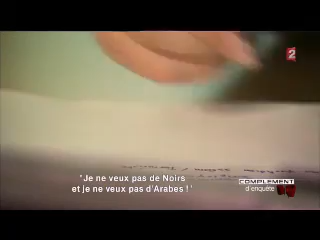 2
"Je ne veux pas de Noirs
et je ne veux pas d'Arabes !"
COMPLEMENT
d'enquête